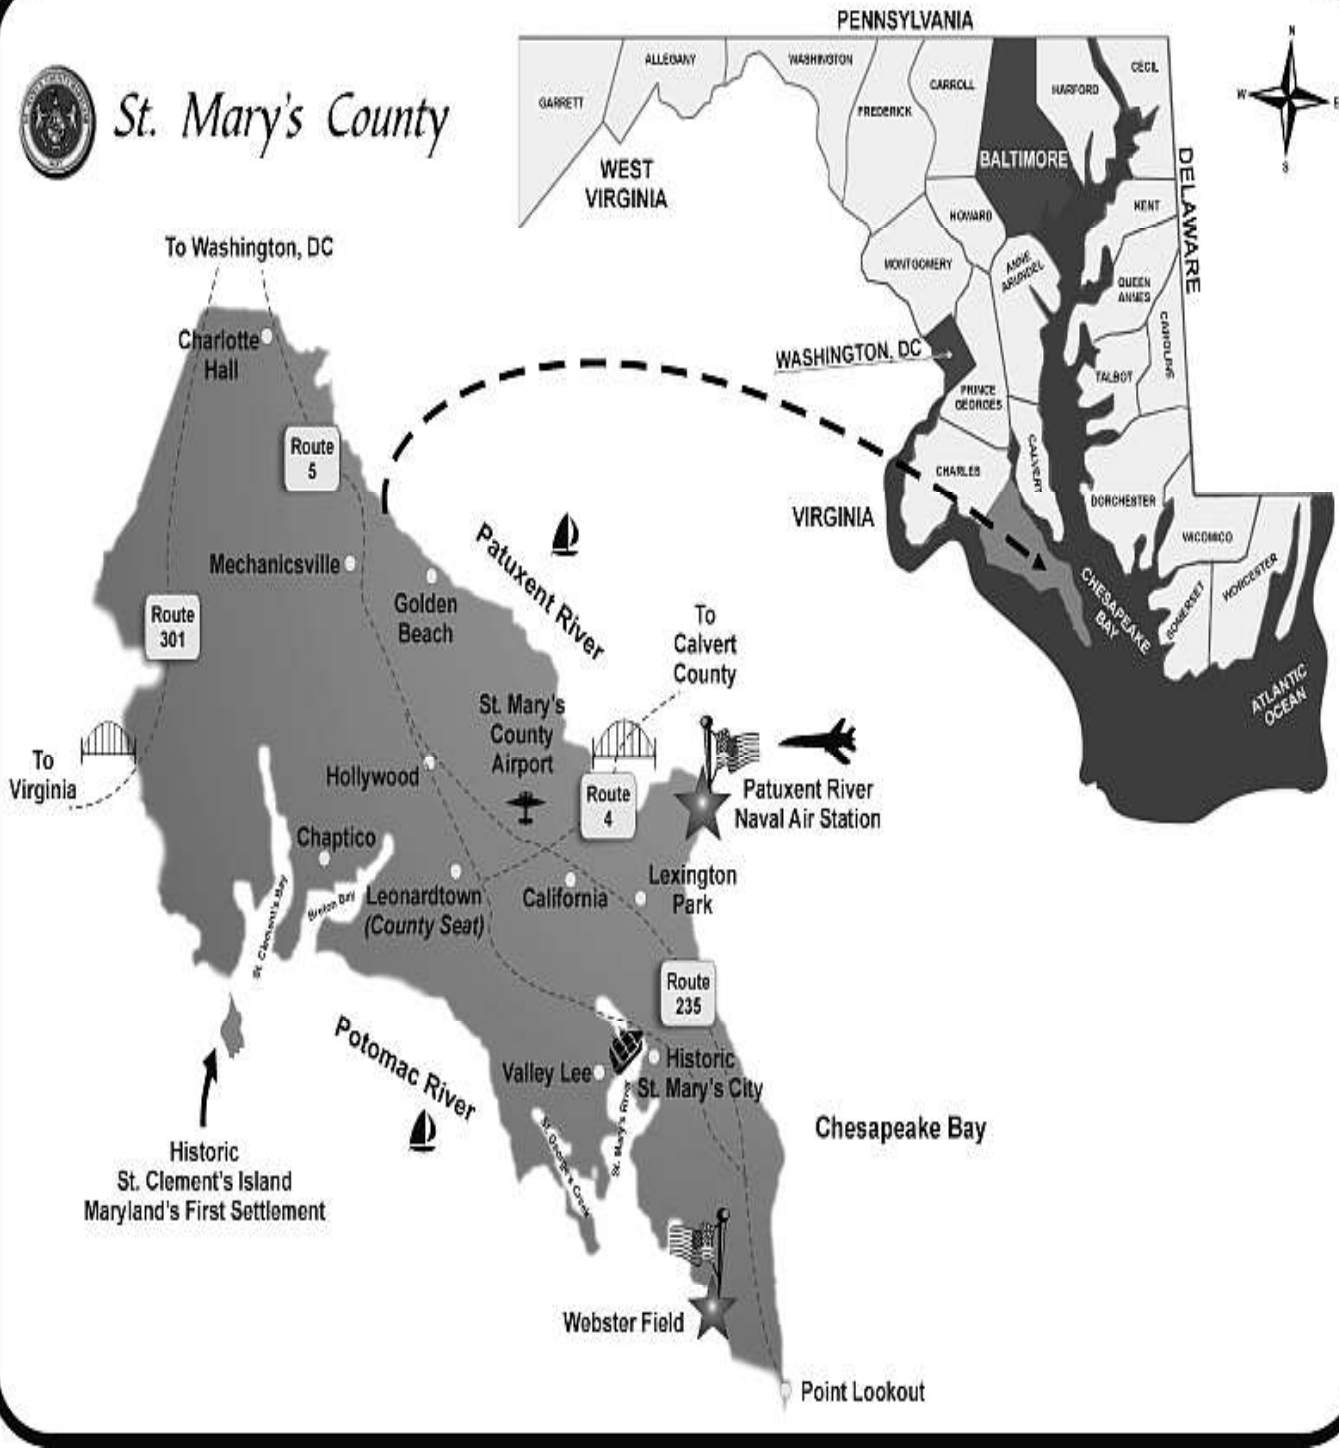 St. Mary's County
PENNSYLVANIA
GARRETT
ALLEGANY
WASHINGTON
FREDERICK
CARROLL
BALTIMORE
HARFORD
CECIL
N
W
E
S
WEST
VIRGINIA
HOWARD
KENT
DELAWARE
MONTGOMERY
ANNE
ARUNDEL
QUEEN
ANNES
CAROLINE
WASHINGTON, DC
TALBOT
PRINCE
GEORGES
CHARLES
CALVERT
DORCHESTER
VIRGINIA
WICOMICO
SOMERSET
WORCESTER
CHESAPEAKE
BAY
ATLANTIC
OCEAN
To Washington, DC
Charlotte
Hall
Route
5
Mechanicsville
Golden
Beach
Patuxent River
Route
301
To
Calvert
County
St. Mary's
County
Airport
To
Virginia
Hollywood
Route
4
Patuxent River
Naval Air Station
Chaptico
Leonardtown
(County Seat)
California
Lexington
Park
St. Clement's Bay
Breton Bay
Route
235
Potomac River
Valley Lee
Historic
St. Mary's City
St. Mary's River
St. George's Creek
Chesapeake Bay
Historic
St. Clement's Island
Maryland's First Settlement
Webster Field
Point Lookout